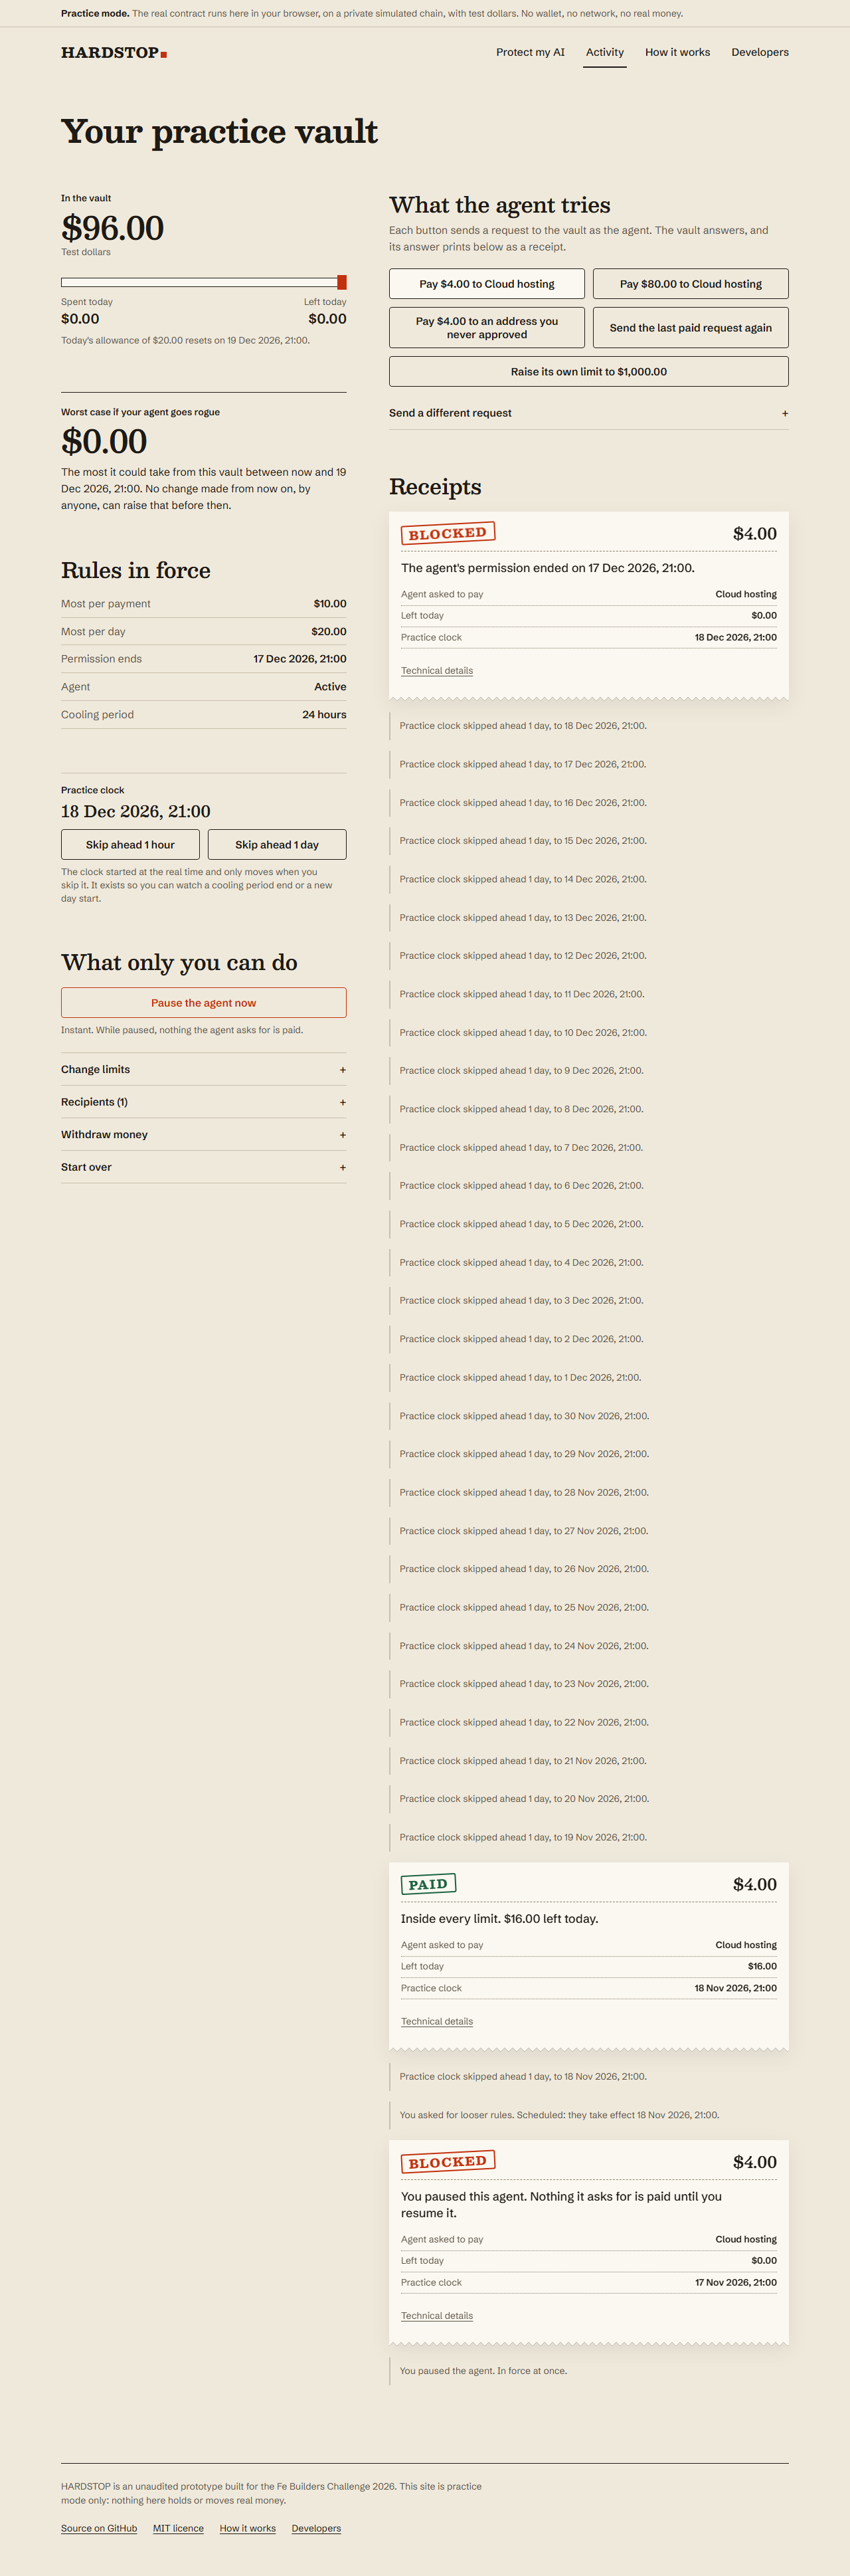 Practice mode. The real contract runs here in your browser, on a private simulated chain, with test dollars. No wallet, no network, no real money.
HARDSTOP
Protect my AI Activity How it works Developers
Your practice vault
In the vault
$96.00
Test dollars
Spent today Left today
$0.00 $0.00
Today's allowance of $20.00 resets on 19 Dec 2026, 21:00.
Worst case if your agent goes rogue
$0.00
The most it could take from this vault between now and 19
Dec 2026, 21:00. No change made from now on, by
anyone, can raise that before then.
Rules in force
Most per payment $10.00
Most per day $20.00
Permission ends 17 Dec 2026, 21:00
Agent Active
Cooling period 24 hours
Practice clock
18 Dec 2026, 21:00
Skip ahead 1 hour Skip ahead 1 day
The clock started at the real time and only moves when you
skip it. It exists so you can watch a cooling period end or a new
day start.
What only you can do
Pause the agent now
Instant. While paused, nothing the agent asks for is paid.
Change limits +
Recipients (1) +
Withdraw money +
Start over +
What the agent tries
Each button sends a request to the vault as the agent. The vault answers, and
its answer prints below as a receipt.
Pay $4.00 to Cloud hosting Pay $80.00 to Cloud hosting
Pay $4.00 to an address you
never approved
Send the last paid request again
Raise its own limit to $1,000.00
Send a different request +
Receipts
BLOCKED $4.00
The agent's permission ended on 17 Dec 2026, 21:00.
Agent asked to pay Cloud hosting
Left today $0.00
Practice clock 18 Dec 2026, 21:00
Technical details
Practice clock skipped ahead 1 day, to 18 Dec 2026, 21:00.
Practice clock skipped ahead 1 day, to 17 Dec 2026, 21:00.
Practice clock skipped ahead 1 day, to 16 Dec 2026, 21:00.
Practice clock skipped ahead 1 day, to 15 Dec 2026, 21:00.
Practice clock skipped ahead 1 day, to 14 Dec 2026, 21:00.
Practice clock skipped ahead 1 day, to 13 Dec 2026, 21:00.
Practice clock skipped ahead 1 day, to 12 Dec 2026, 21:00.
Practice clock skipped ahead 1 day, to 11 Dec 2026, 21:00.
Practice clock skipped ahead 1 day, to 10 Dec 2026, 21:00.
Practice clock skipped ahead 1 day, to 9 Dec 2026, 21:00.
Practice clock skipped ahead 1 day, to 8 Dec 2026, 21:00.
Practice clock skipped ahead 1 day, to 7 Dec 2026, 21:00.
Practice clock skipped ahead 1 day, to 6 Dec 2026, 21:00.
Practice clock skipped ahead 1 day, to 5 Dec 2026, 21:00.
Practice clock skipped ahead 1 day, to 4 Dec 2026, 21:00.
Practice clock skipped ahead 1 day, to 3 Dec 2026, 21:00.
Practice clock skipped ahead 1 day, to 2 Dec 2026, 21:00.
Practice clock skipped ahead 1 day, to 1 Dec 2026, 21:00.
Practice clock skipped ahead 1 day, to 30 Nov 2026, 21:00.
Practice clock skipped ahead 1 day, to 29 Nov 2026, 21:00.
Practice clock skipped ahead 1 day, to 28 Nov 2026, 21:00.
Practice clock skipped ahead 1 day, to 27 Nov 2026, 21:00.
Practice clock skipped ahead 1 day, to 26 Nov 2026, 21:00.
Practice clock skipped ahead 1 day, to 25 Nov 2026, 21:00.
Practice clock skipped ahead 1 day, to 24 Nov 2026, 21:00.
Practice clock skipped ahead 1 day, to 23 Nov 2026, 21:00.
Practice clock skipped ahead 1 day, to 22 Nov 2026, 21:00.
Practice clock skipped ahead 1 day, to 21 Nov 2026, 21:00.
Practice clock skipped ahead 1 day, to 20 Nov 2026, 21:00.
Practice clock skipped ahead 1 day, to 19 Nov 2026, 21:00.
PAID $4.00
Inside every limit. $16.00 left today.
Agent asked to pay Cloud hosting
Left today $16.00
Practice clock 18 Nov 2026, 21:00
Technical details
Practice clock skipped ahead 1 day, to 18 Nov 2026, 21:00.
You asked for looser rules. Scheduled: they take effect 18 Nov 2026, 21:00.
BLOCKED $4.00
You paused this agent. Nothing it asks for is paid until you
resume it.
Agent asked to pay Cloud hosting
Left today $0.00
Practice clock 17 Nov 2026, 21:00
Technical details
You paused the agent. In force at once.
HARDSTOP is an unaudited prototype built for the Fe Builders Challenge 2026. This site is practice
mode only: nothing here holds or moves real money.
Source on GitHub MIT licence How it works Developers